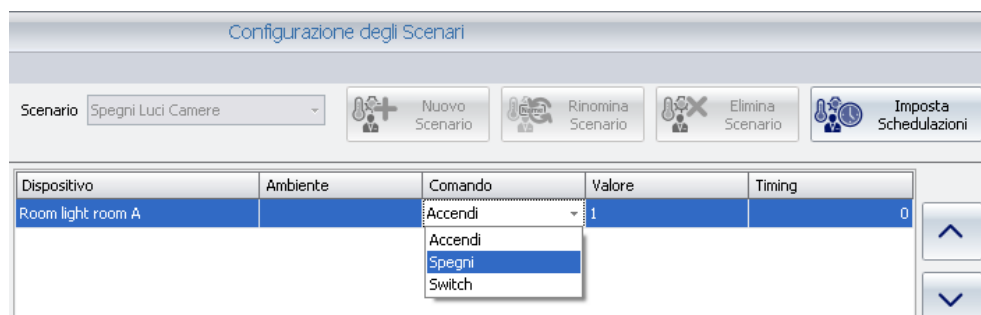 Configurazione degli Scenari
Scenario Spegni Luci Camere Nuovo Scenario Rinomina Scenario Elimina Scenario Imposta Schedulazioni
Dispositivo Ambiente Comando Valore Timing
Room light room A Accendi 1 0
Accendi
Spegni
Switch